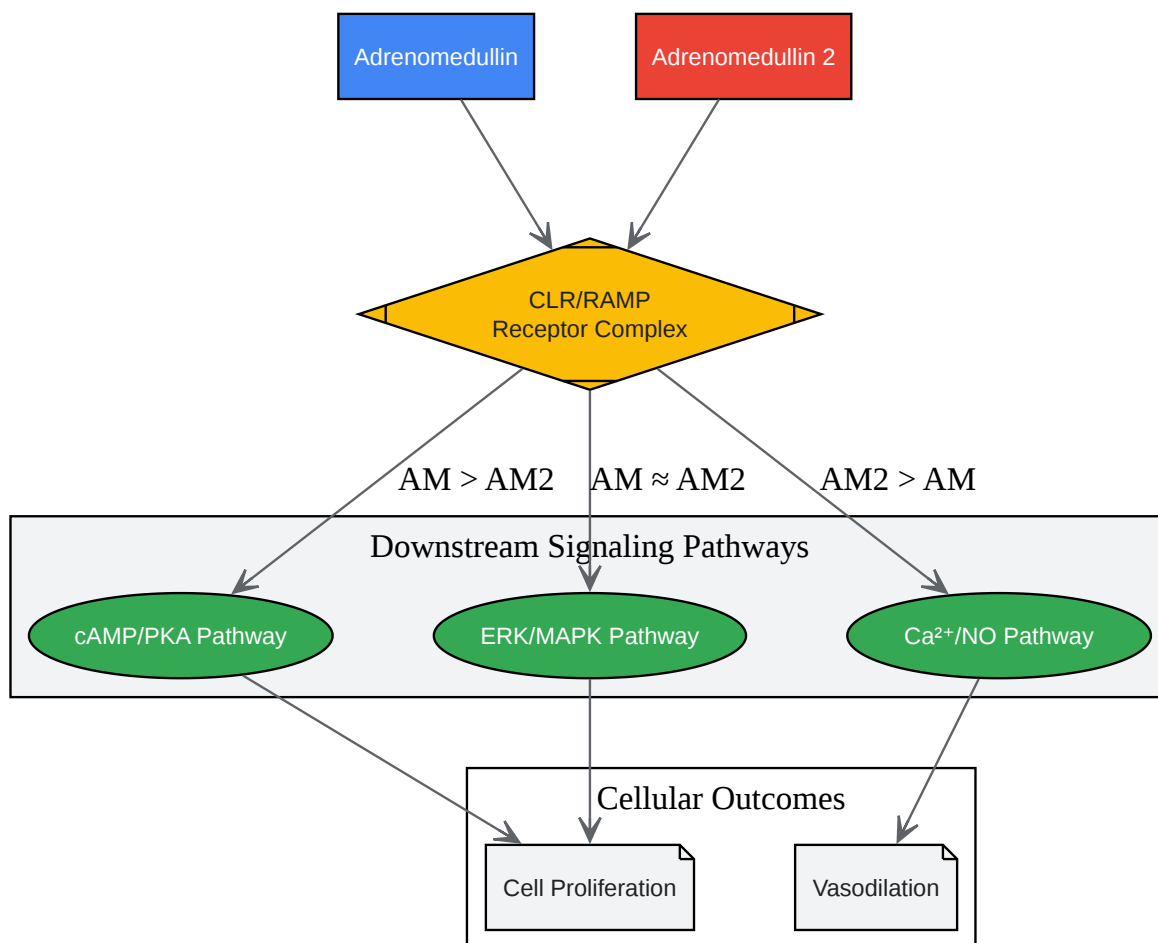 Adrenomedullin
Adrenomedullin 2
CLR/RAMP
Receptor Complex
AM > AM2
AM ≈ AM2
AM2 > AM
Downstream Signaling Pathways
cAMP/PKA Pathway
ERK/MAPK Pathway
Ca²⁺/NO Pathway
Cellular Outcomes
Cell Proliferation
Vasodilation